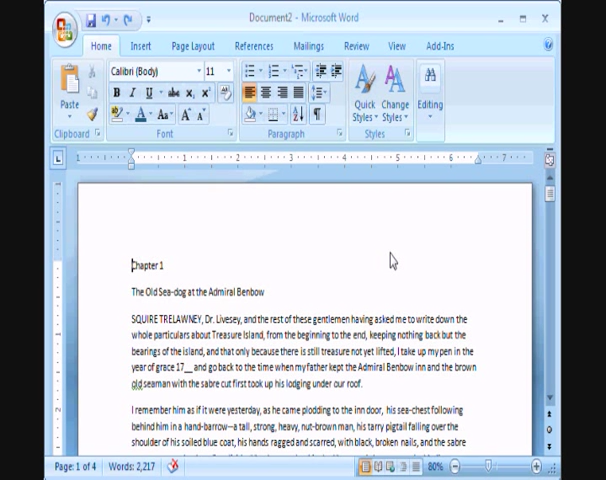 Document2 - Microsoft Word
Home Insert Page Layout References Mailings Review View Add-Ins
Calibri (Body) 11
Paste
Quick Styles
Change Styles
Editing
Clipboard Font Paragraph Styles
1 1 2 3 4 5 6 7
Chapter 1
The Old Sea-dog at the Admiral Benbow
SQUIRE TRELAWNEY, Dr. Livesey, and the rest of these gentlemen having asked me to write down the
whole particulars about Treasure Island, from the beginning to the end, keeping nothing back but the
bearings of the island, and that only because there is still treasure not yet lifted, I take up my pen in the
year of grace 17__ and go back to the time when my father kept the Admiral Benbow inn and the brown
old seaman with the sabre cut first took up his lodging under our roof.
I remember him as if it were yesterday, as he came plodding to the inn door, his sea-chest following
behind him in a hand-barrow--a tall, strong, heavy, nut-brown man, his tarry pigtail falling over the
shoulder of his soiled blue coat, his hands ragged and scarred, with black, broken nails, and the sabre
Page: 1 of 4 Words: 2,217 80%